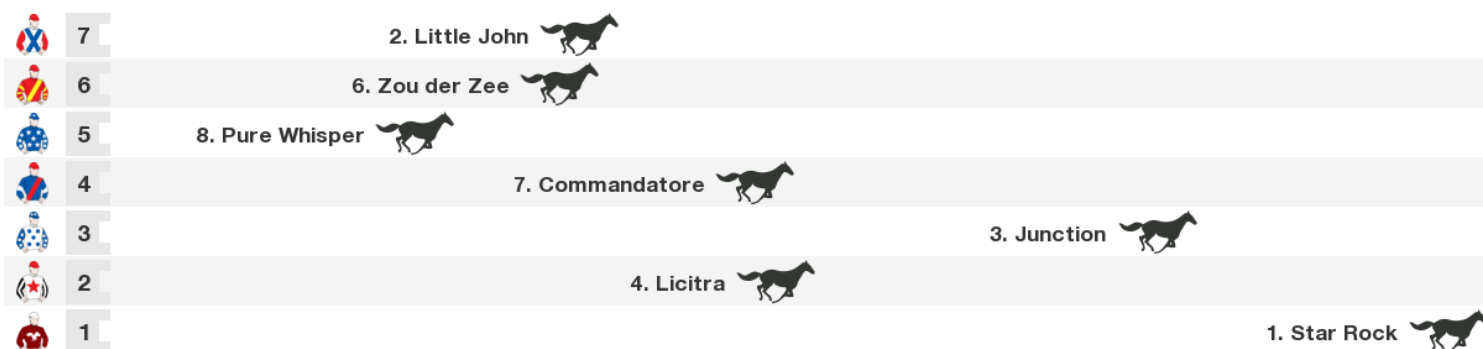 7 2. Little John
6 6. Zou der Zee
5 8. Pure Whisper
4 7. Commandatore
3 3. Junction
2 4. Licitra
1 1. Star Rock